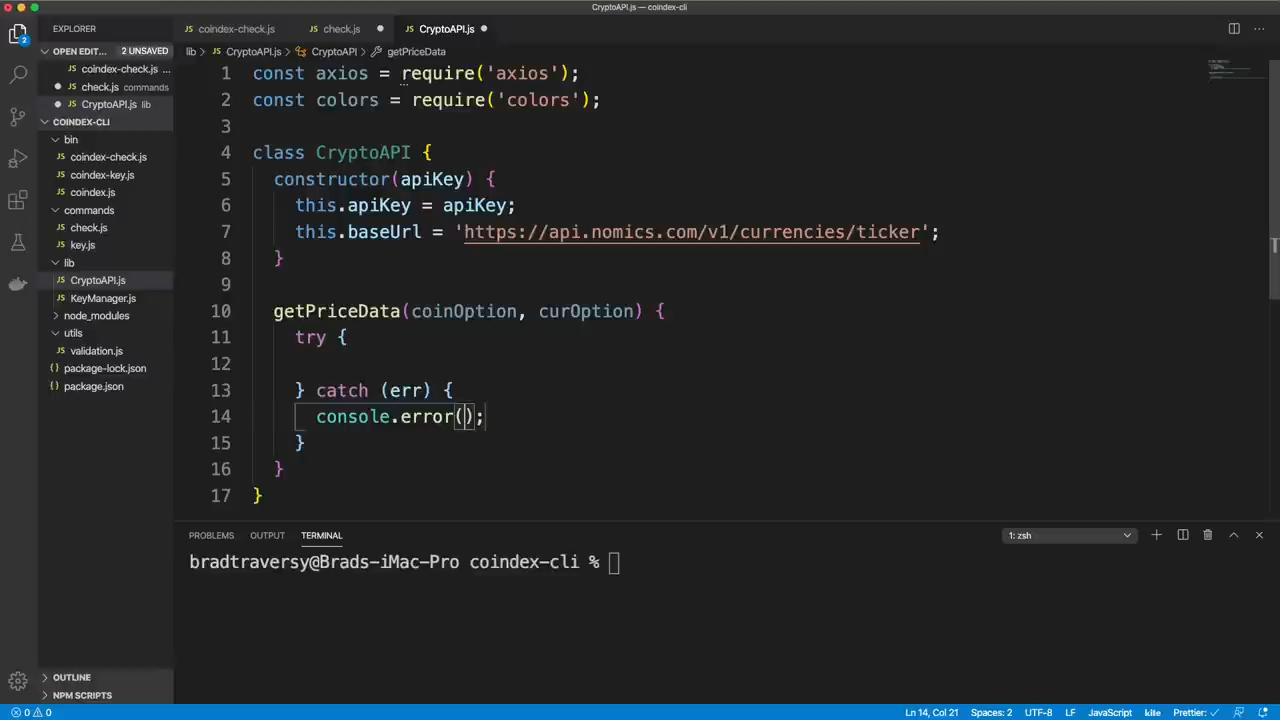 CryptoAPI.js — coindex-cli
EXPLORER
coindex-check.js
check.js
CryptoAPI.js
OPEN EDIT... 2 UNSAVED
coindex-check.js ...
check.js commands
CryptoAPI.js lib
COINDEX-CLI
bin
coindex-check.js
coindex-key.js
coindex.js
commands
check.js
key.js
lib
CryptoAPI.js
KeyManager.js
node_modules
utils
validation.js
package-lock.json
package.json
OUTLINE
NPM SCRIPTS
2
lib > JS CryptoAPI.js > CryptoAPI > getPriceData
1 const axios = require('axios');
2 const colors = require('colors');
3
4 class CryptoAPI {
5 constructor(apiKey) {
6 this.apiKey = apiKey;
7 this.baseUrl = 'https://api.nomics.com/v1/currencies/ticker';
8 }
9
10 getPriceData(coinOption, curOption) {
11 try {
12
13 } catch (err) {
14 console.error();
15 }
16 }
17 }
PROBLEMS OUTPUT TERMINAL 1: zsh
bradtraversy@Brads-iMac-Pro coindex-cli %
0 0 Ln 14, Col 21 Spaces: 2 UTF-8 LF JavaScript kite Prettier: ✓